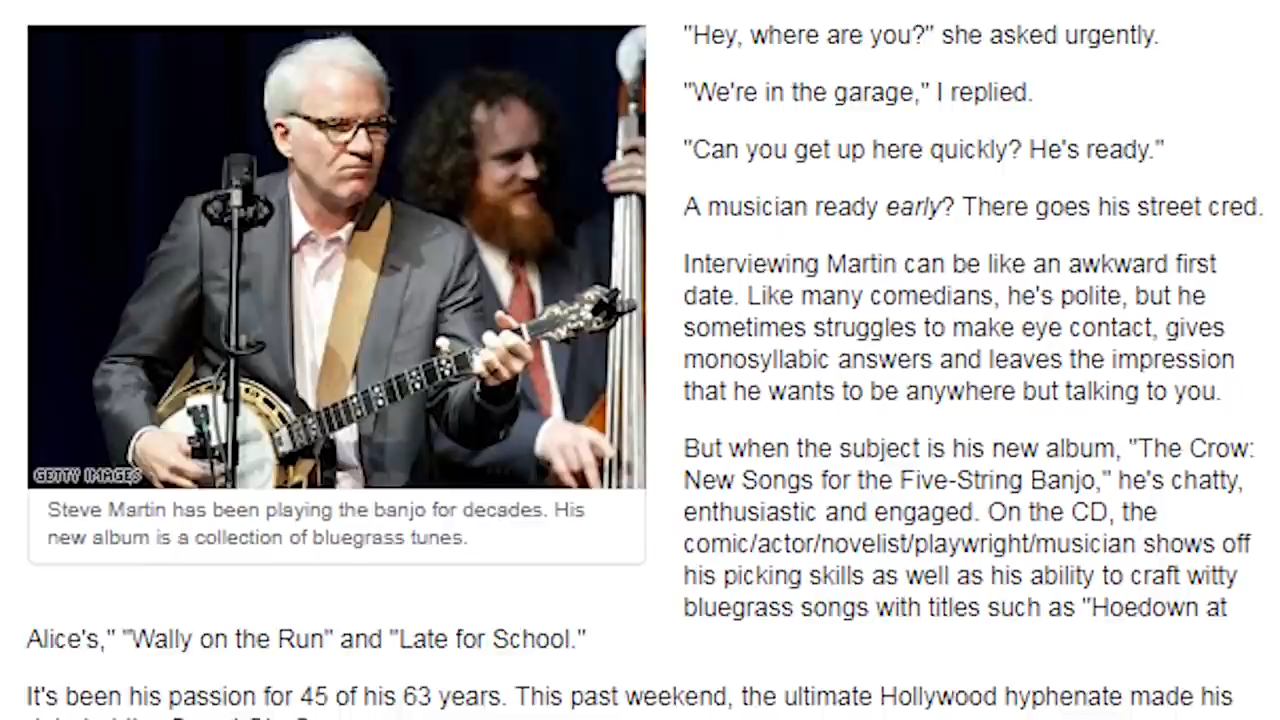 "Hey, where are you?" she asked urgently.
"We're in the garage," I replied.
"Can you get up here quickly? He's ready."
A musician ready early? There goes his street cred.
Interviewing Martin can be like an awkward first
date. Like many comedians, he's polite, but he
sometimes struggles to make eye contact, gives
monosyllabic answers and leaves the impression
that he wants to be anywhere but talking to you.
But when the subject is his new album, "The Crow:
New Songs for the Five-String Banjo," he's chatty,
enthusiastic and engaged. On the CD, the
comic/actor/novelist/playwright/musician shows off
his picking skills as well as his ability to craft witty
bluegrass songs with titles such as "Hoedown at
Alice's," "Wally on the Run" and "Late for School."
It's been his passion for 45 of his 63 years. This past weekend, the ultimate Hollywood hyphenate made his
GETTY IMAGES
Steve Martin has been playing the banjo for decades. His
new album is a collection of bluegrass tunes.